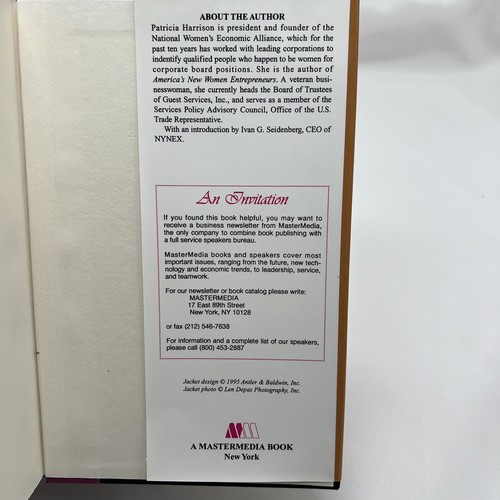 ABOUT THE AUTHOR
Patricia Harrison is president and founder of the
National Women's Economic Alliance, which for the
past ten years has worked with leading corporations to
indentify qualified people who happen to be women for
corporate board positions. She is the author of
America's New Women Entrepreneurs. A veteran busi-
nesswoman, she currently heads the Board of Trustees
of Guest Services, Inc., and serves as a member of the
Services Policy Advisory Council, Office of the U.S.
Trade Representative.
With an introduction by Ivan G. Seidenberg, CEO of
NYNEX.
An Invitation
If you found this book helpful, you may want to
receive a business newsletter from MasterMedia,
the only company to combine book publishing with
a full service speakers bureau.
MasterMedia books and speakers cover most
important issues, ranging from the future, new tech-
nology and economic trends, to leadership, service,
and teamwork.
For our newsletter or book catalog please write:
MASTERMEDIA
17 East 89th Street
New York, NY 10128
or fax (212) 546-7638
For information and a complete list of our speakers,
please call (800) 453-2887
Jacket design © 1995 Antler & Baldwin, Inc.
Jacket photo © Len Depas Photography, Inc.
A MASTERMEDIA BOOK
New York